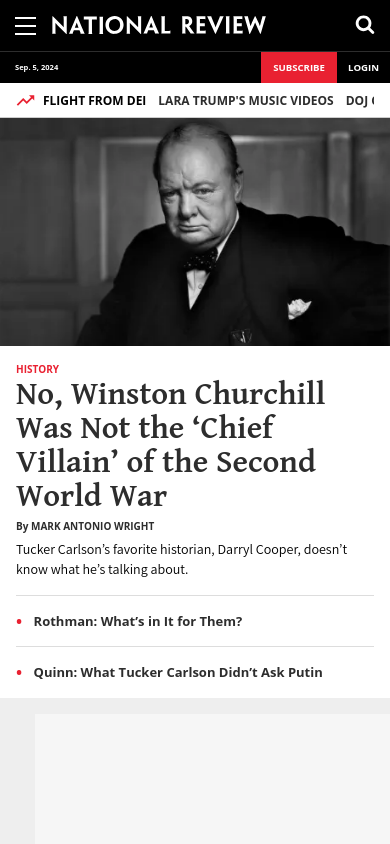 NATIONAL REVIEW
Sep. 5, 2024
SUBSCRIBE
LOGIN
FLIGHT FROM DEI
LARA TRUMP'S MUSIC VIDEOS
DOJ
HISTORY
No, Winston Churchill
Was Not the ‘Chief
Villain’ of the Second
World War
By MARK ANTONIO WRIGHT
Tucker Carlson’s favorite historian, Darryl Cooper, doesn’t
know what he’s talking about.
Rothman: What’s in It for Them?
Quinn: What Tucker Carlson Didn’t Ask Putin